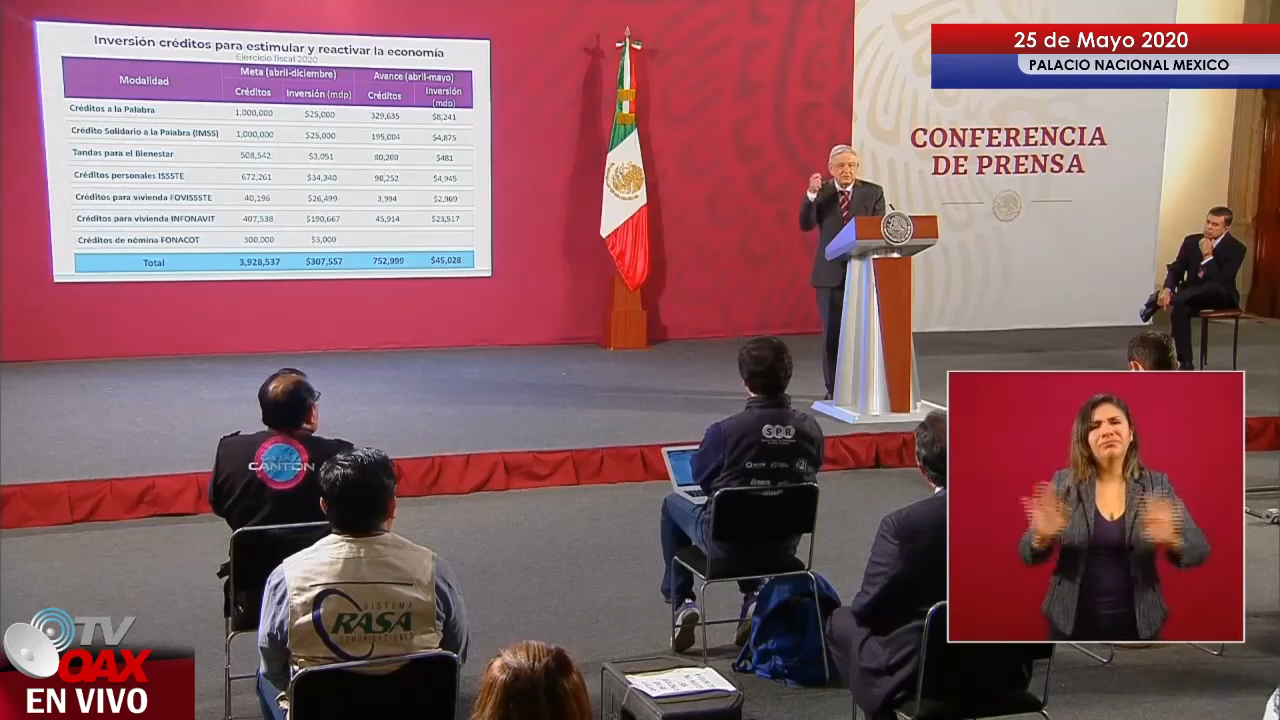 Inversión créditos para estimular y reactivar la economía
Ejercicio fiscal 2020
Modalidad Meta (abril-diciembre) Avance (abril-mayo)
Créditos Inversión (mdp) Créditos Inversión (mdp)
Créditos a la Palabra 1,000,000 $25,000 329,635 $8,241
Crédito Solidario a la Palabra (IMSS) 1,000,000 $25,000 195,004 $4,875
Tandas para el Bienestar 508,542 $3,051 80,200 $481
Créditos personales ISSSTE 672,261 $34,340 98,252 $4,945
Créditos para vivienda FOVISSSTE 40,196 $26,499 3,994 $2,969
Créditos para vivienda INFONAVIT 407,538 $190,667 45,914 $23,517
Créditos de nómina FONACOT 300,000 $3,000
Total 3,928,537 $307,557 752,999 $45,028
25 de Mayo 2020
PALACIO NACIONAL MEXICO
CONFERENCIA
DE PRENSA
CANTÓN
SPR
SISTEMA
RASA
COMUNICACIONES
TV
OAX
EN VIVO